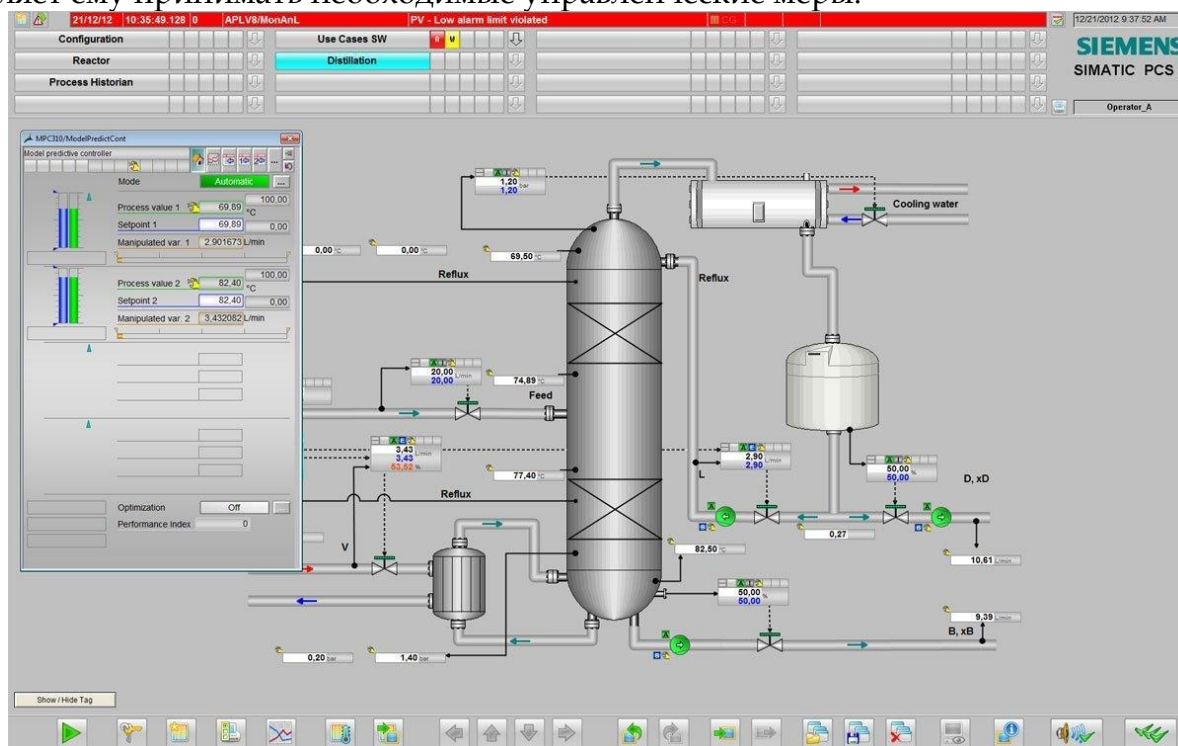 ляет ему принимать необходимые управленческие меры.
21/12/12 10:35:49.128 0 APLV8/MonAnL PV - Low alarm limit violated CG
12/21/2012 9:37:52 AM
Configuration
Use Cases SW
A W
Reactor
Distillation
Process Historian
SIEMENS
SIMATIC PCS
Operator_A
MPC310/ModelPredictCont
Model predictive controller
Mode Automatic ...
100,00
Process value 1 69,89 °C
Setpoint 1 69,89 0,00
Manipulated var. 1 2,901673 L/min
100,00
Process value 2 82,40 °C
Setpoint 2 82,40 0,00
Manipulated var. 2 3,432082 L/min
Optimization Off ...
Performance index 0
1,20 bar
1,20
Cooling water
0,00 °C
0,00 °C
69,50 °C
Reflux
Reflux
20,00 L/min
20,00
74,89 °C
Feed
3,43 L/min
3,43
53,52 %
77,40 °C
2,90 L/min
2,90
L
50,00 %
50,00
D, xD
Reflux
0,27
V
82,50 °C
10,61 L/min
50,00 %
50,00
9,39 L/min
B, xB
0,20 bar
1,40 bar
Show / Hide Tag